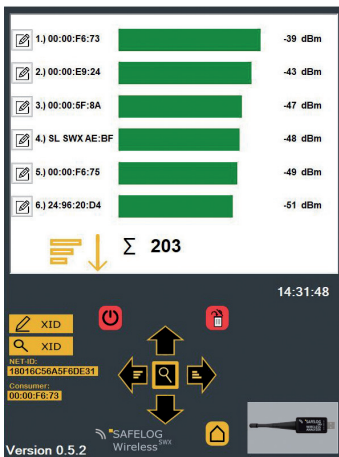 1.) 00:00:F6:73 -39 dBm
2.) 00:00:E9:24 -43 dBm
3.) 00:00:5F:8A -47 dBm
4.) SL SWX AE:BF -48 dBm
5.) 00:00:F6:75 -49 dBm
6.) 24:96:20:D4 -51 dBm
Σ 203
14:31:48
XID
XID
NET-ID:
18016C56A5F6DE31
Consumer:
00:00:F6:73
SAFELOG
Wireless SWX
Version 0.5.2